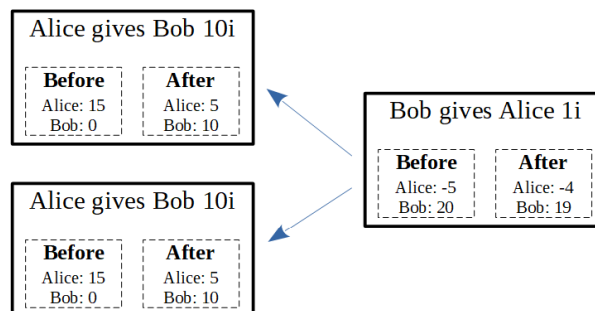 Alice gives Bob 10i
Before After
Alice: 15 Alice: 5
Bob: 0 Bob: 10
Bob gives Alice 1i
Before After
Alice: -5 Alice: -4
Bob: 20 Bob: 19
Alice gives Bob 10i
Before After
Alice: 15 Alice: 5
Bob: 0 Bob: 10